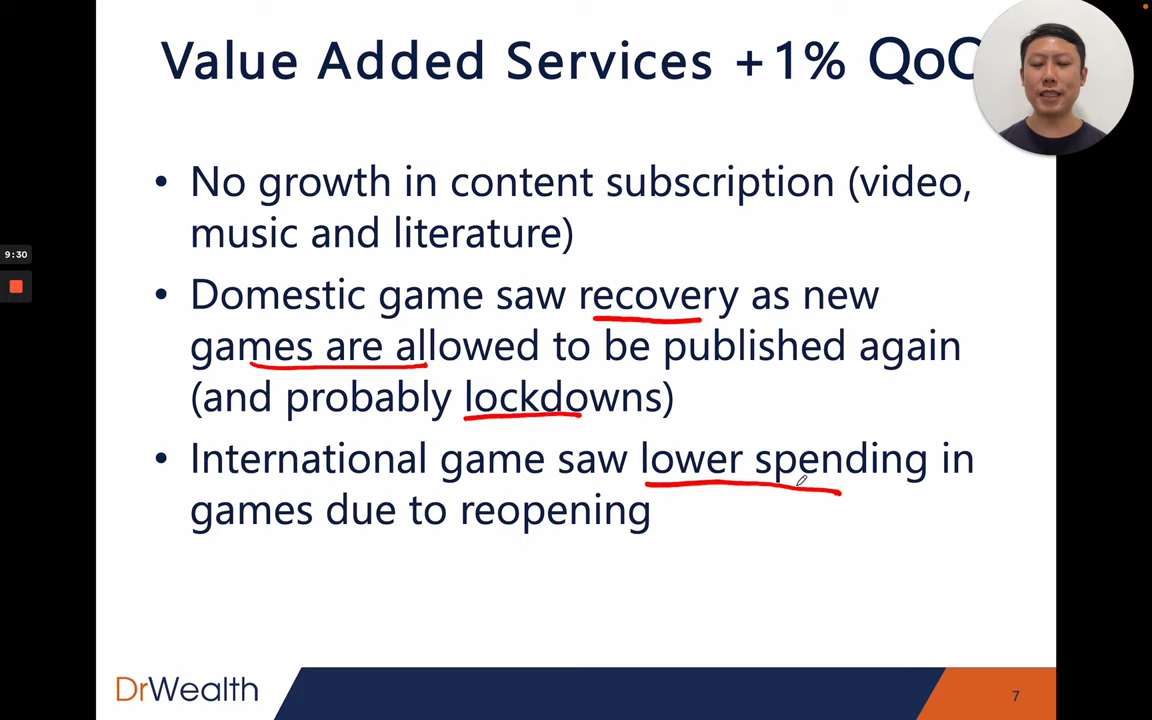 Value Added Services +1% QoQ
• No growth in content subscription (video,
music and literature)
• Domestic game saw recovery as new
games are allowed to be published again
(and probably lockdowns)
• International game saw lower spending in
games due to reopening
9:30
DrWealth
7